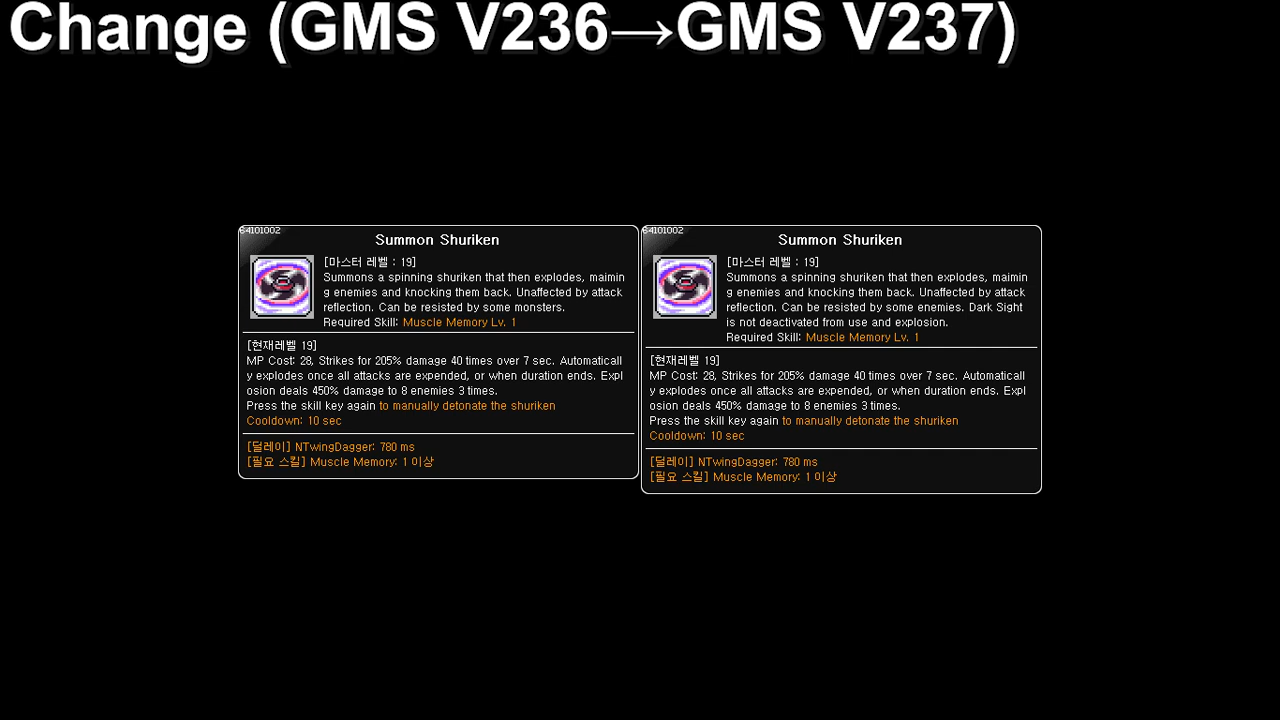 Change (GMS V236→GMS V237)
64101002
Summon Shuriken
[마스터 레벨 : 19]
Summons a spinning shuriken that then explodes, maimin
g enemies and knocking them back. Unaffected by attack
reflection. Can be resisted by some monsters.
Required Skill: Muscle Memory Lv. 1
[현재레벨 19]
MP Cost: 28, Strikes for 205% damage 40 times over 7 sec. Automaticall
y explodes once all attacks are expended, or when duration ends. Expl
osion deals 450% damage to 8 enemies 3 times.
Press the skill key again to manually detonate the shuriken
Cooldown: 10 sec
[딜레이] NTwingDagger: 780 ms
[필요 스킬] Muscle Memory: 1 이상
64101002
Summon Shuriken
[마스터 레벨 : 19]
Summons a spinning shuriken that then explodes, maimin
g enemies and knocking them back. Unaffected by attack
reflection. Can be resisted by some enemies. Dark Sight
is not deactivated from use and explosion.
Required Skill: Muscle Memory Lv. 1
[현재레벨 19]
MP Cost: 28, Strikes for 205% damage 40 times over 7 sec. Automaticall
y explodes once all attacks are expended, or when duration ends. Expl
osion deals 450% damage to 8 enemies 3 times.
Press the skill key again to manually detonate the shuriken
Cooldown: 10 sec
[딜레이] NTwingDagger: 780 ms
[필요 스킬] Muscle Memory: 1 이상